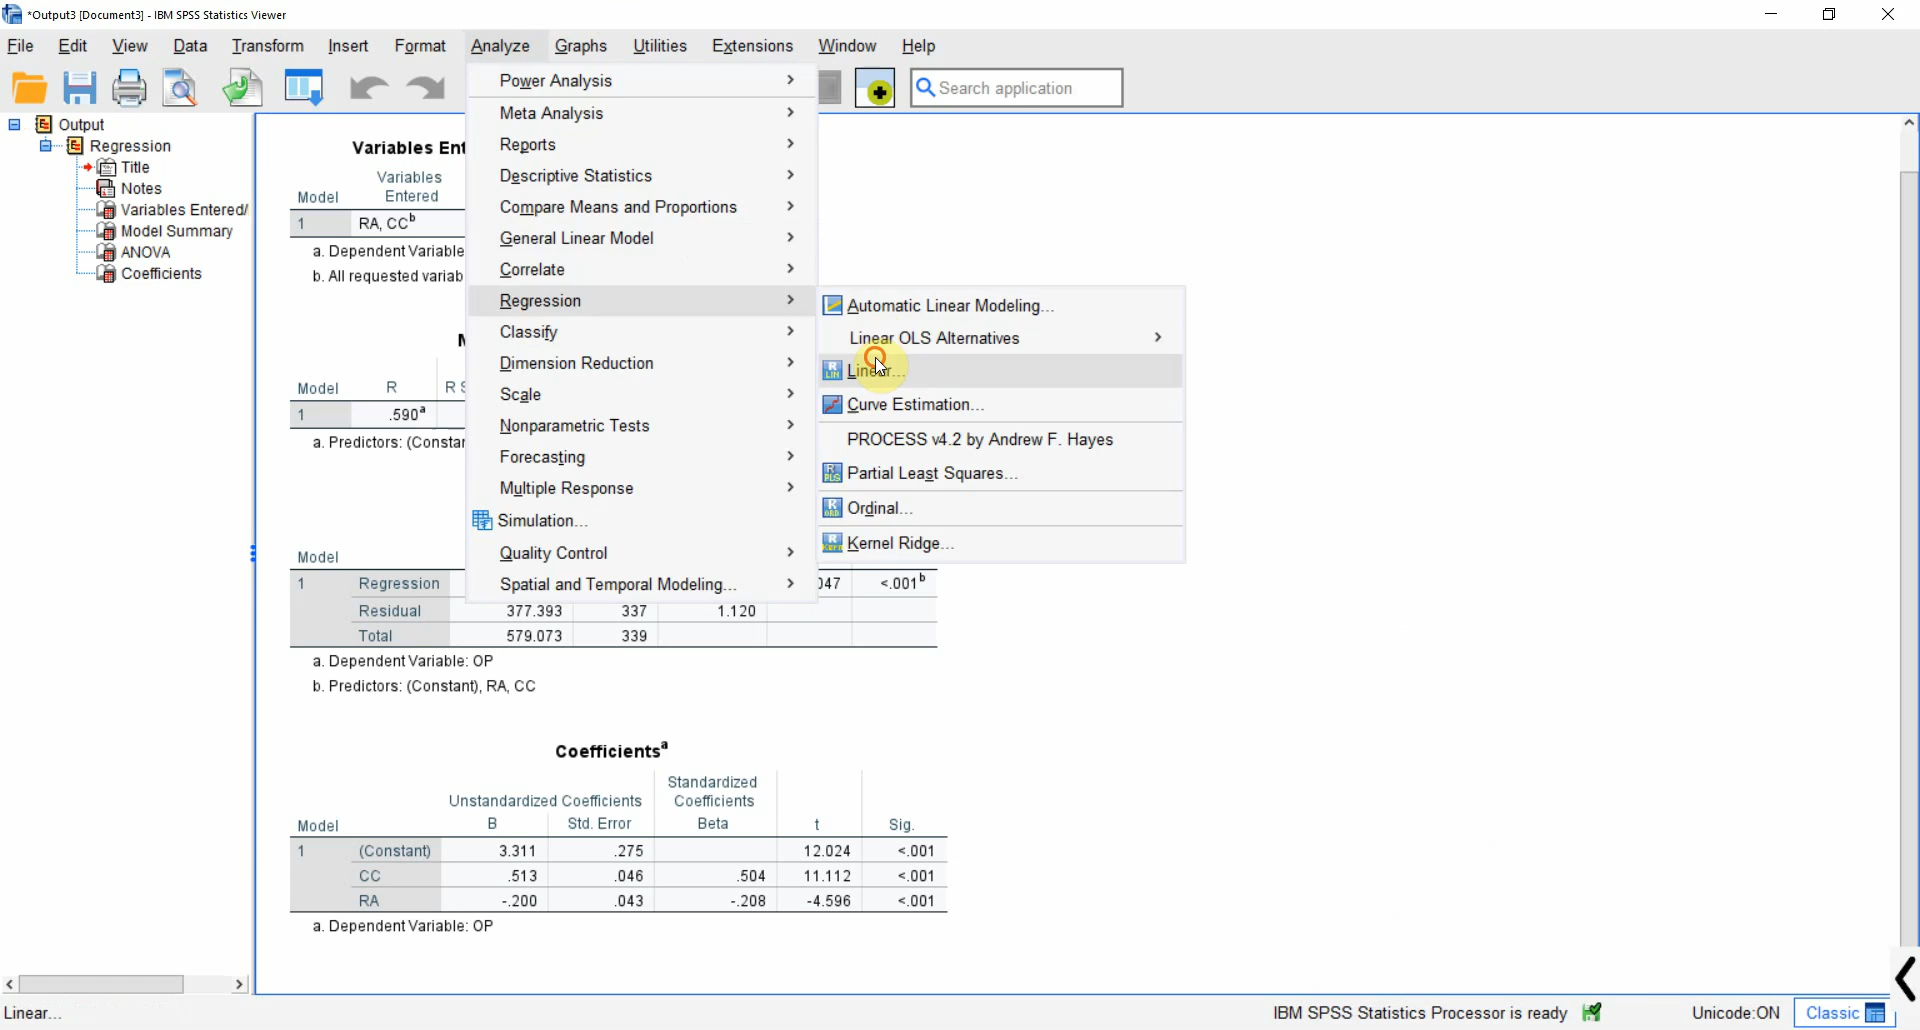 *Output3 [Document3] - IBM SPSS Statistics Viewer
File Edit View Data Transform Insert Format Analyze Graphs Utilities Extensions Window Help
Search application
Output
Regression
Title
Notes
Variables Entered/
Model Summary
ANOVA
Coefficients
Power Analysis
Meta Analysis
Reports
Descriptive Statistics
Compare Means and Proportions
General Linear Model
Correlate
Regression
Classify
Dimension Reduction
Scale
Nonparametric Tests
Forecasting
Multiple Response
Simulation...
Quality Control
Spatial and Temporal Modeling...
Automatic Linear Modeling...
Linear OLS Alternatives
Linear...
Curve Estimation...
PROCESS v4.2 by Andrew F. Hayes
Partial Least Squares...
Ordinal...
Kernel Ridge...
Variables Ent
Variables
Model Entered
1 RA, CCb
a. Dependent Variable
b. All requested variab
Model R R S
1 .590a
a. Predictors: (Constan
Model
1 Regression 047 <.001b
Residual 377.393 337 1.120
Total 579.073 339
a. Dependent Variable: OP
b. Predictors: (Constant), RA, CC
Coefficientsa
Standardized
Unstandardized Coefficients Coefficients
Model B Std. Error Beta t Sig.
1 (Constant) 3.311 .275 12.024 <.001
CC .513 .046 .504 11.112 <.001
RA -.200 .043 -.208 -4.596 <.001
a. Dependent Variable: OP
Linear... IBM SPSS Statistics Processor is ready Unicode:ON Classic